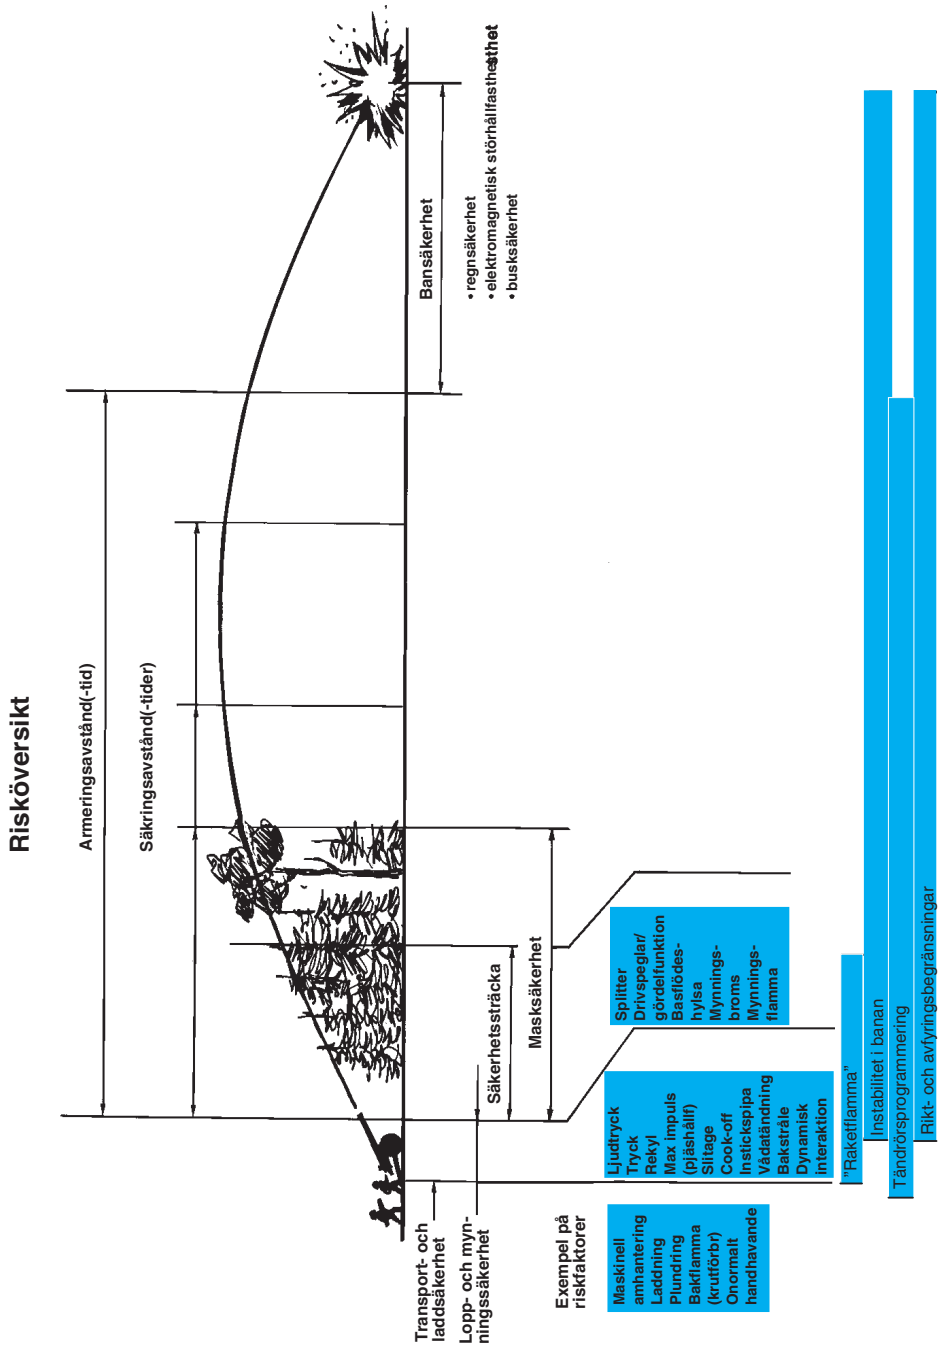 Risköversikt
Armeringsavstånd(-tid)
Säkringsavstånd(-tider)
Bansäkerhet
• regnsäkerhet
• elektromagnetisk störhållfasthet
• busksäkerhet
Masksäkerhet
Säkerhetssträcka
Transport- och
laddsäkerhet
Lopp- och myn-
ningssäkerhet
Exempel på
riskfaktorer
Maskinell
amhantering
Laddning
Plundring
Bakflamma
(krutförbr)
Onormalt
handhavande
Ljudtryck
Tryck
Rekyl
Max impuls
(pjäshållf)
Slitage
Cook-off
Instickspipa
Vådatändning
Bakstråle
Dynamisk
interaktion
Splitter
Drivspeglar/
gördelfunktion
Basflödes-
hylsa
Mynnings-
broms
Mynnings-
flamma
"Raketflamma"
Instabilitet i banan
Tändrörsprogrammering
Rikt- och avfyringsbegränsningar